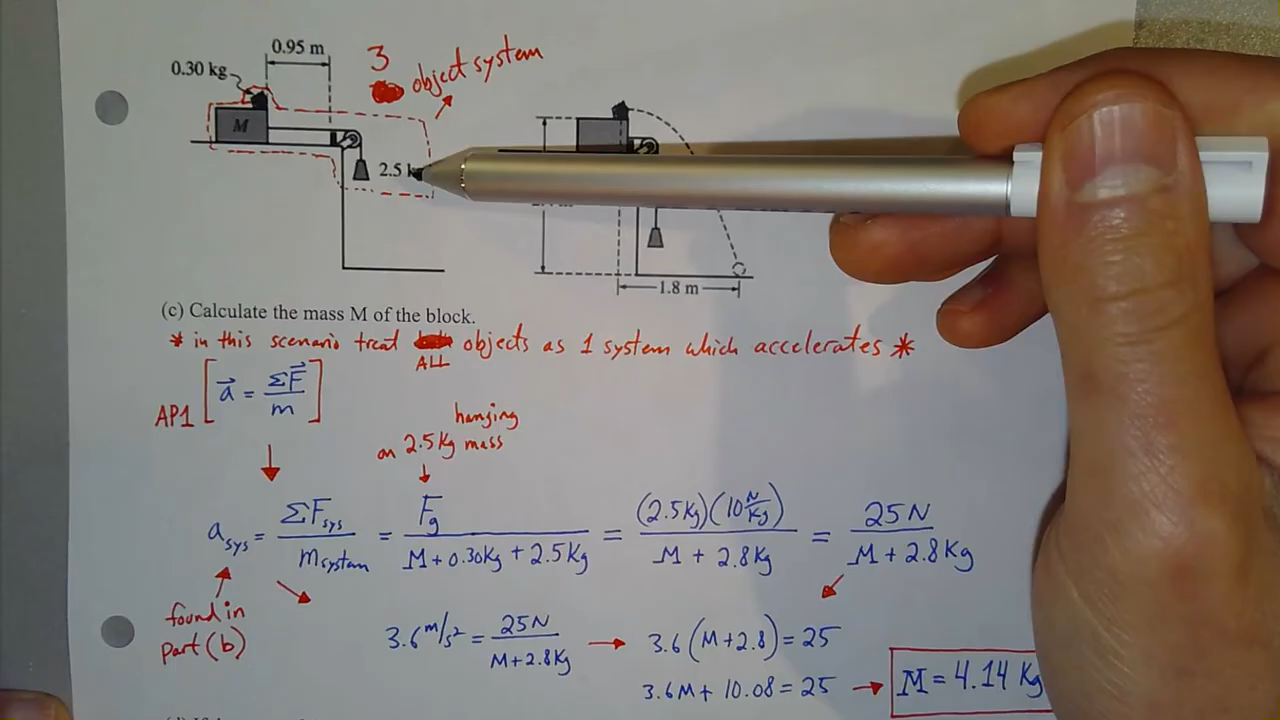 0.95 m
0.30 kg
3
object system
M
2.5
1.8 m
(c) Calculate the mass M of the block.
* in this scenario treat objects as 1 system which accelerates *
ALL
AP1 [a⃗ = ΣF⃗ / m]
hanging
on 2.5Kg mass
a_sys = ΣF_sys / m_system = F_g / M + 0.30Kg + 2.5Kg = (2.5Kg)(10 N/Kg) / M + 2.8Kg = 25N / M + 2.8Kg
found in
part (b)
3.6 m/s² = 25N / M+2.8Kg → 3.6(M+2.8) = 25
3.6M + 10.08 = 25 → M = 4.14 Kg